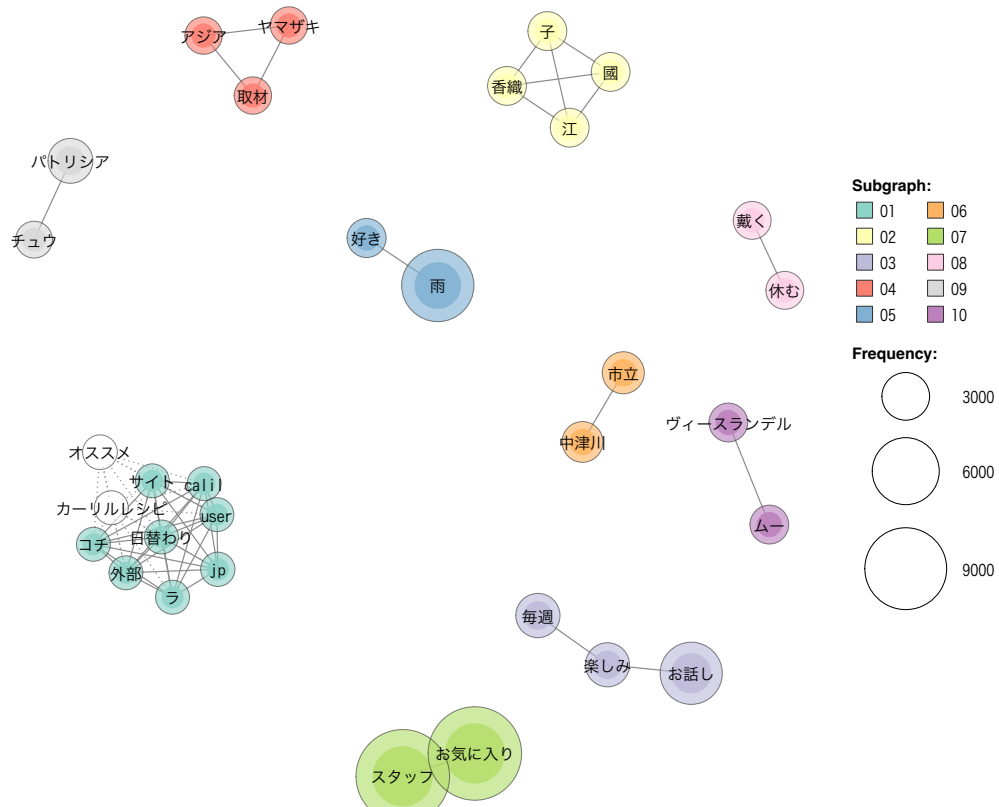 アジア
ヤマザキ
取材
子
國
香織
江
パトリシア
チュウ
好き
雨
戴く
休む
市立
中津川
ヴィースランデル
ムー
オススメ
サイト
calil
カーリルレシピ
user
コチ
日替わり
外部
jp
ラ
毎週
楽しみ
お話し
お気に入り
スタッフ
Subgraph:
01
06
02
07
03
08
04
09
05
10
Frequency:
3000
6000
9000